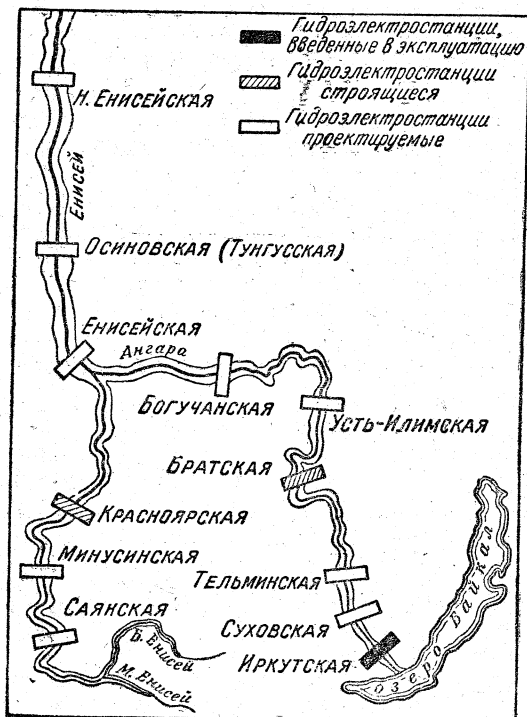 Гидроэлектростанции,
введенные в эксплуатацию
Гидроэлектростанции
строящиеся
Гидроэлектростанции
проектируемые
Н. Енисейская
Енисей
Осиновская (Тунгусская)
Енисейская
Ангара
Богучанская
Усть-Илимская
Братская
Красноярская
Минусинская
Тельминская
Саянская
Суховская
Иркутская
Б. Енисей
М. Енисей
озеро Байкал